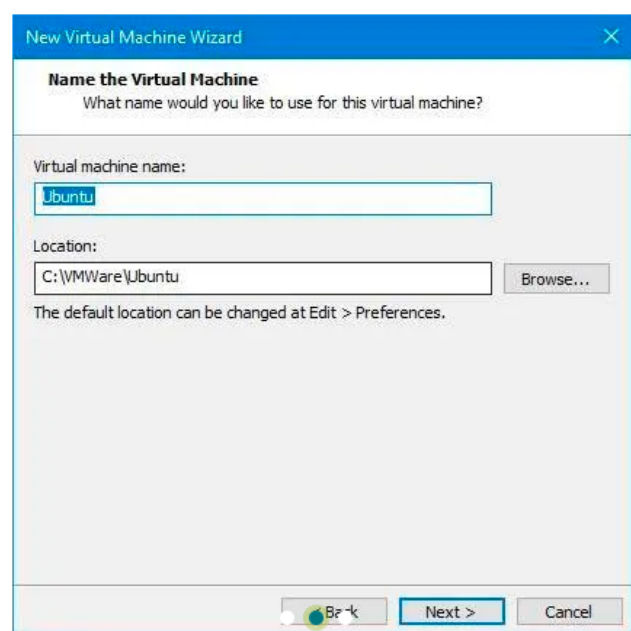 New Virtual Machine Wizard
Name the Virtual Machine
What name would you like to use for this virtual machine?
Virtual machine name:
Ubuntu
Location:
C:\VMWare\Ubuntu
Browse...
The default location can be changed at Edit > Preferences.
Back
Next >
Cancel